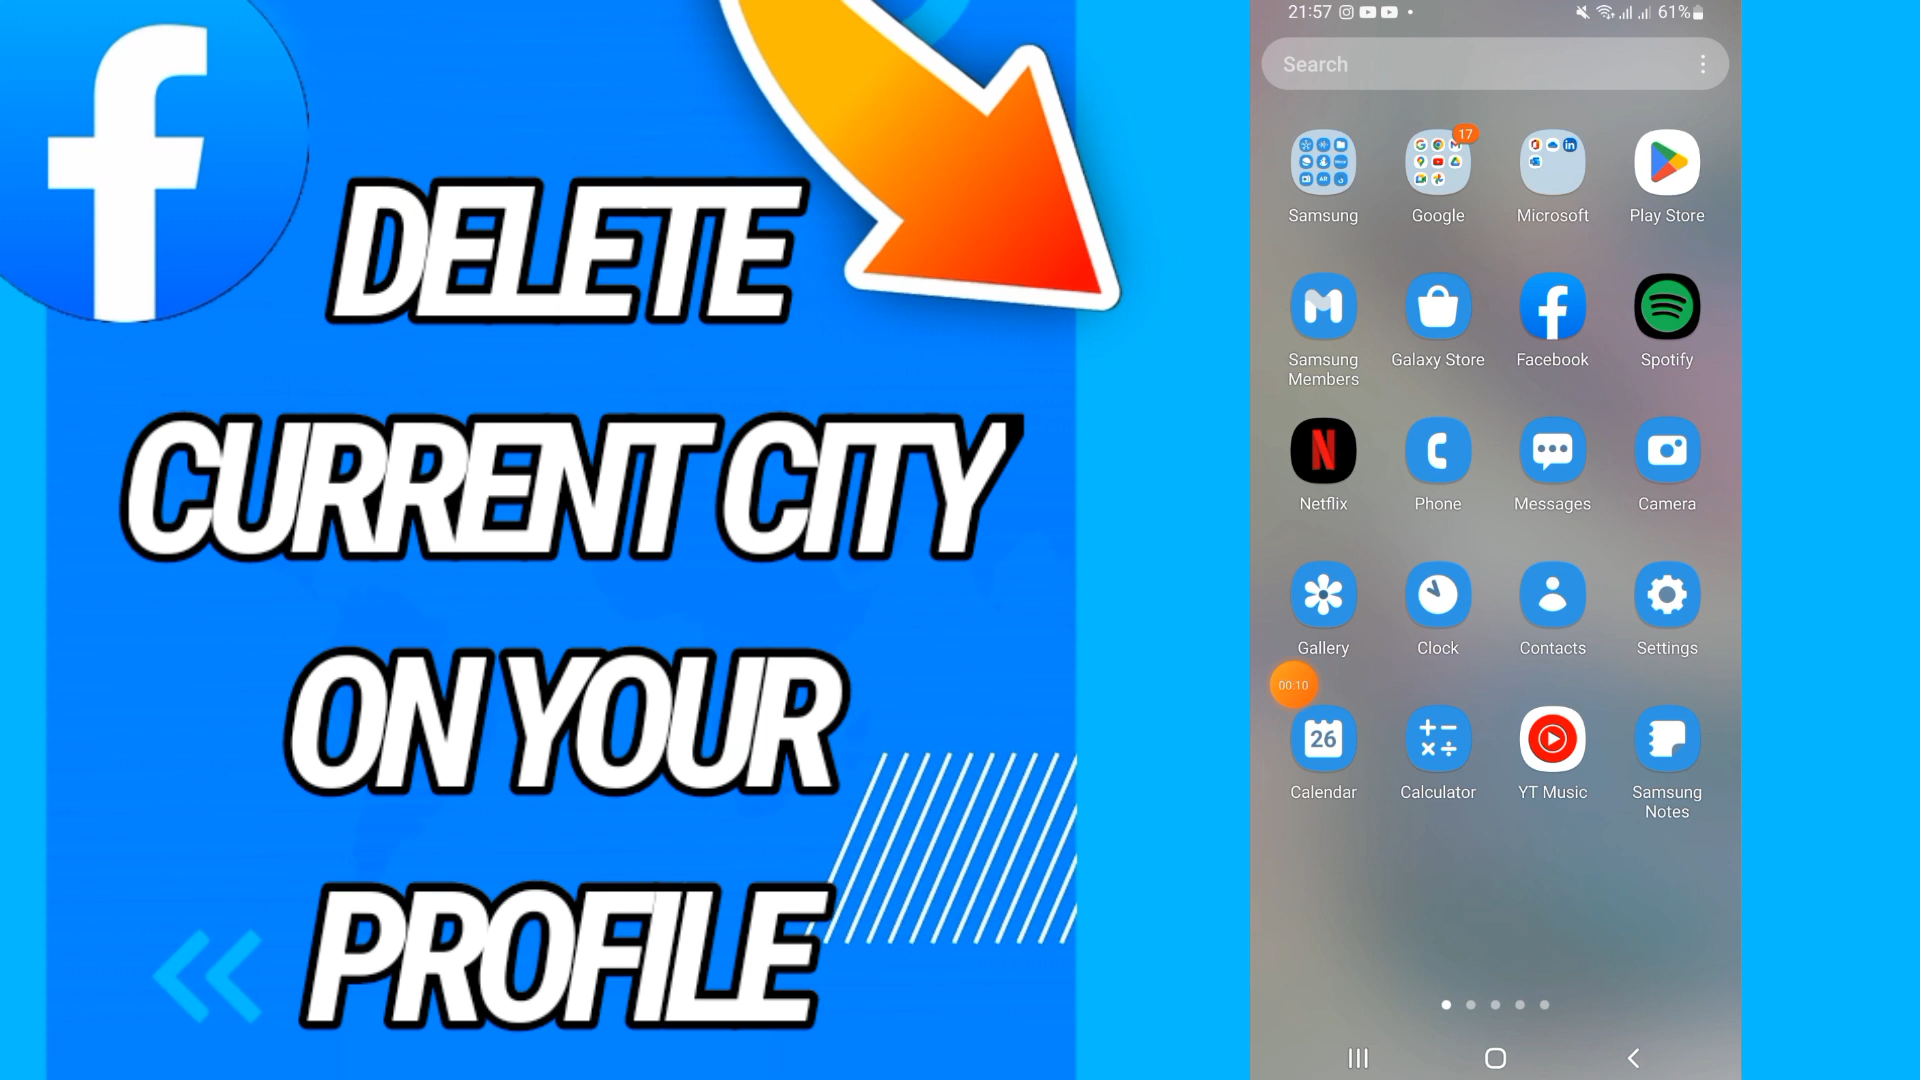 DELETE
CURRENT CITY
ON YOUR
PROFILE
21:57 61%
Search
17
Samsung Google Microsoft Play Store
Samsung Members Galaxy Store Facebook Spotify
Netflix Phone Messages Camera
Gallery Clock Contacts Settings
00:10
26
Calendar Calculator YT Music Samsung Notes